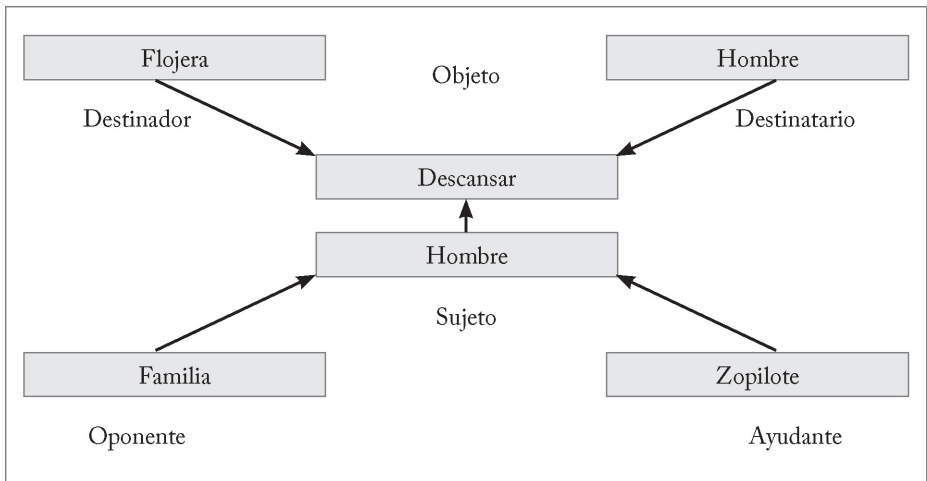 Flojera
Objeto
Hombre
Destinador
Destinatario
Descansar
Hombre
Sujeto
Familia
Zopilote
Oponente
Ayudante